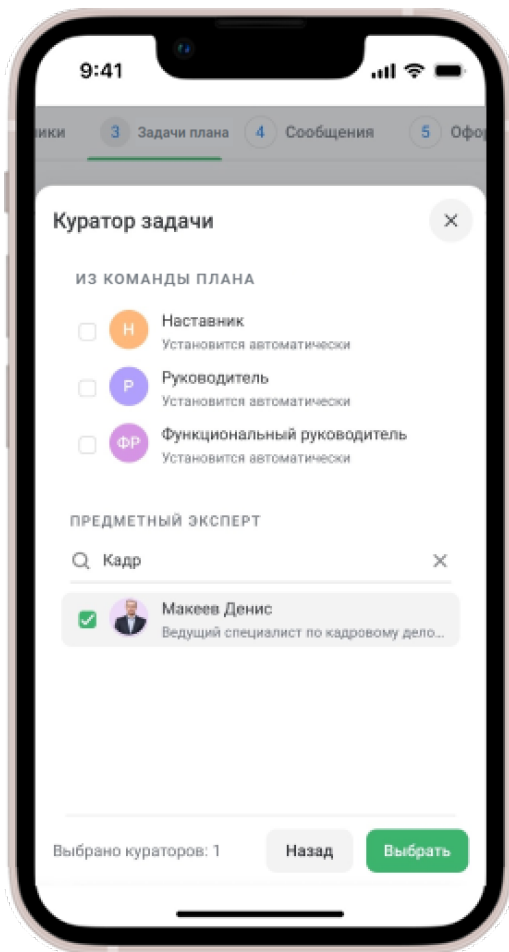 9:41
ики 3 Задачи плана 4 Сообщения 5 Офор
Куратор задачи
ИЗ КОМАНДЫ ПЛАНА
Н Наставник
Установится автоматически
Р Руководитель
Установится автоматически
ФР Функциональный руководитель
Установится автоматически
ПРЕДМЕТНЫЙ ЭКСПЕРТ
Кадр
Макеев Денис
Ведущий специалист по кадровому дело...
Выбрано кураторов: 1 Назад Выбрать